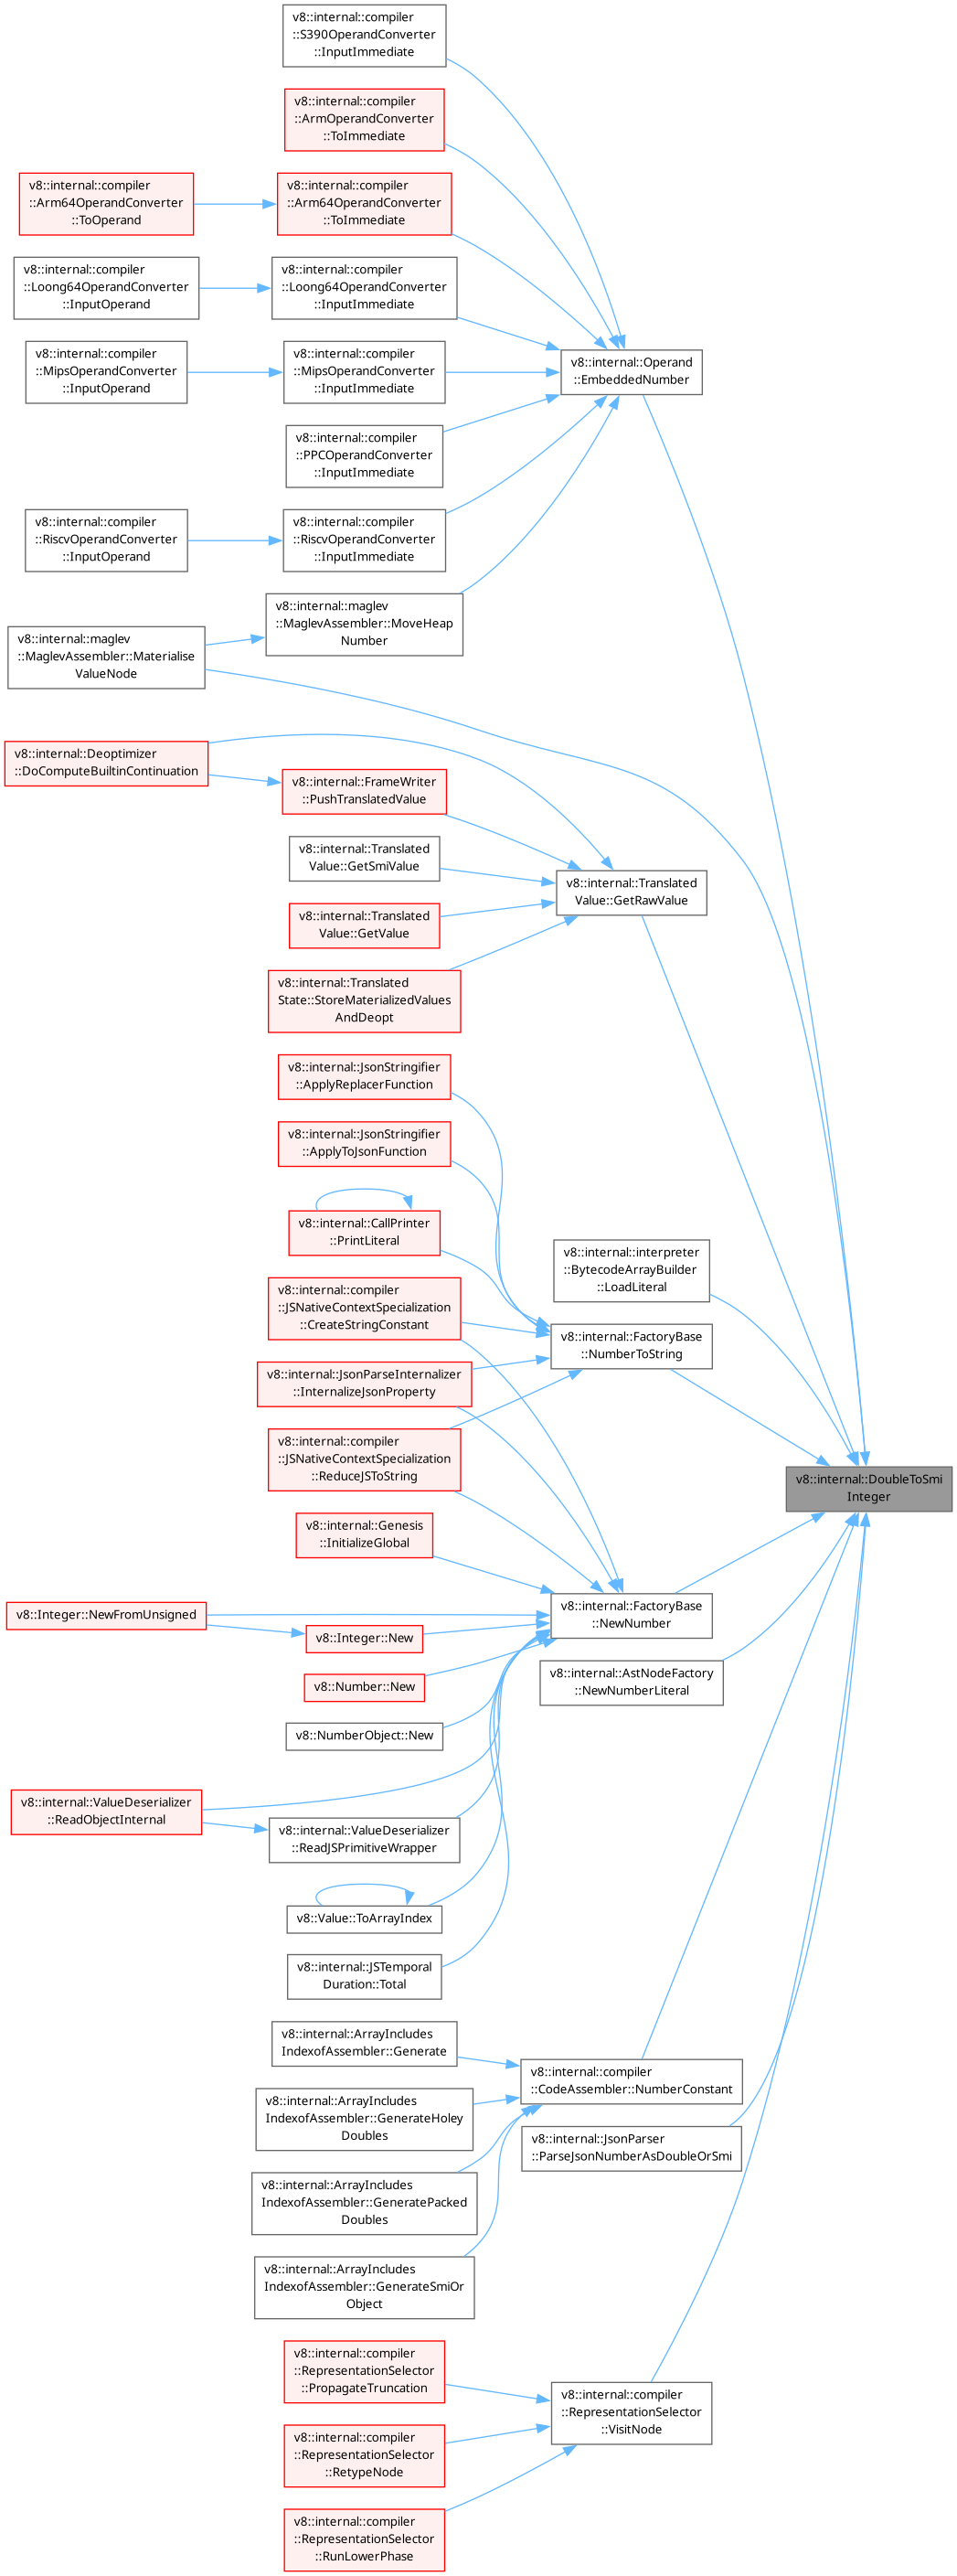 v8::internal::compiler
::S390OperandConverter
::InputImmediate
v8::internal::compiler
::ArmOperandConverter
::ToImmediate
v8::internal::compiler
::Arm64OperandConverter
::ToOperand
v8::internal::compiler
::Arm64OperandConverter
::ToImmediate
v8::internal::compiler
::Loong64OperandConverter
::InputOperand
v8::internal::compiler
::Loong64OperandConverter
::InputImmediate
v8::internal::compiler
::MipsOperandConverter
::InputOperand
v8::internal::compiler
::MipsOperandConverter
::InputImmediate
v8::internal::Operand
::EmbeddedNumber
v8::internal::compiler
::PPCOperandConverter
::InputImmediate
v8::internal::compiler
::RiscvOperandConverter
::InputOperand
v8::internal::compiler
::RiscvOperandConverter
::InputImmediate
v8::internal::maglev
::MaglevAssembler::MoveHeap
Number
v8::internal::maglev
::MaglevAssembler::Materialise
ValueNode
v8::internal::Deoptimizer
::DoComputeBuiltinContinuation
v8::internal::FrameWriter
::PushTranslatedValue
v8::internal::Translated
Value::GetSmiValue
v8::internal::Translated
Value::GetRawValue
v8::internal::Translated
Value::GetValue
v8::internal::Translated
State::StoreMaterializedValues
AndDeopt
v8::internal::JsonStringifier
::ApplyReplacerFunction
v8::internal::JsonStringifier
::ApplyToJsonFunction
v8::internal::CallPrinter
::PrintLiteral
v8::internal::interpreter
::BytecodeArrayBuilder
::LoadLiteral
v8::internal::compiler
::JSNativeContextSpecialization
::CreateStringConstant
v8::internal::FactoryBase
::NumberToString
v8::internal::JsonParseInternalizer
::InternalizeJsonProperty
v8::internal::compiler
::JSNativeContextSpecialization
::ReduceJSToString
v8::internal::DoubleToSmi
Integer
v8::internal::Genesis
::InitializeGlobal
v8::internal::FactoryBase
::NewNumber
v8::Integer::NewFromUnsigned
v8::Integer::New
v8::Number::New
v8::internal::AstNodeFactory
::NewNumberLiteral
v8::NumberObject::New
v8::internal::ValueDeserializer
::ReadObjectInternal
v8::internal::ValueDeserializer
::ReadJSPrimitiveWrapper
v8::Value::ToArrayIndex
v8::internal::JSTemporal
Duration::Total
v8::internal::ArrayIncludes
IndexofAssembler::Generate
v8::internal::compiler
::CodeAssembler::NumberConstant
v8::internal::ArrayIncludes
IndexofAssembler::GenerateHoley
Doubles
v8::internal::JsonParser
::ParseJsonNumberAsDoubleOrSmi
v8::internal::ArrayIncludes
IndexofAssembler::GeneratePacked
Doubles
v8::internal::ArrayIncludes
IndexofAssembler::GenerateSmiOr
Object
v8::internal::compiler
::RepresentationSelector
::PropagateTruncation
v8::internal::compiler
::RepresentationSelector
::VisitNode
v8::internal::compiler
::RepresentationSelector
::RetypeNode
v8::internal::compiler
::RepresentationSelector
::RunLowerPhase